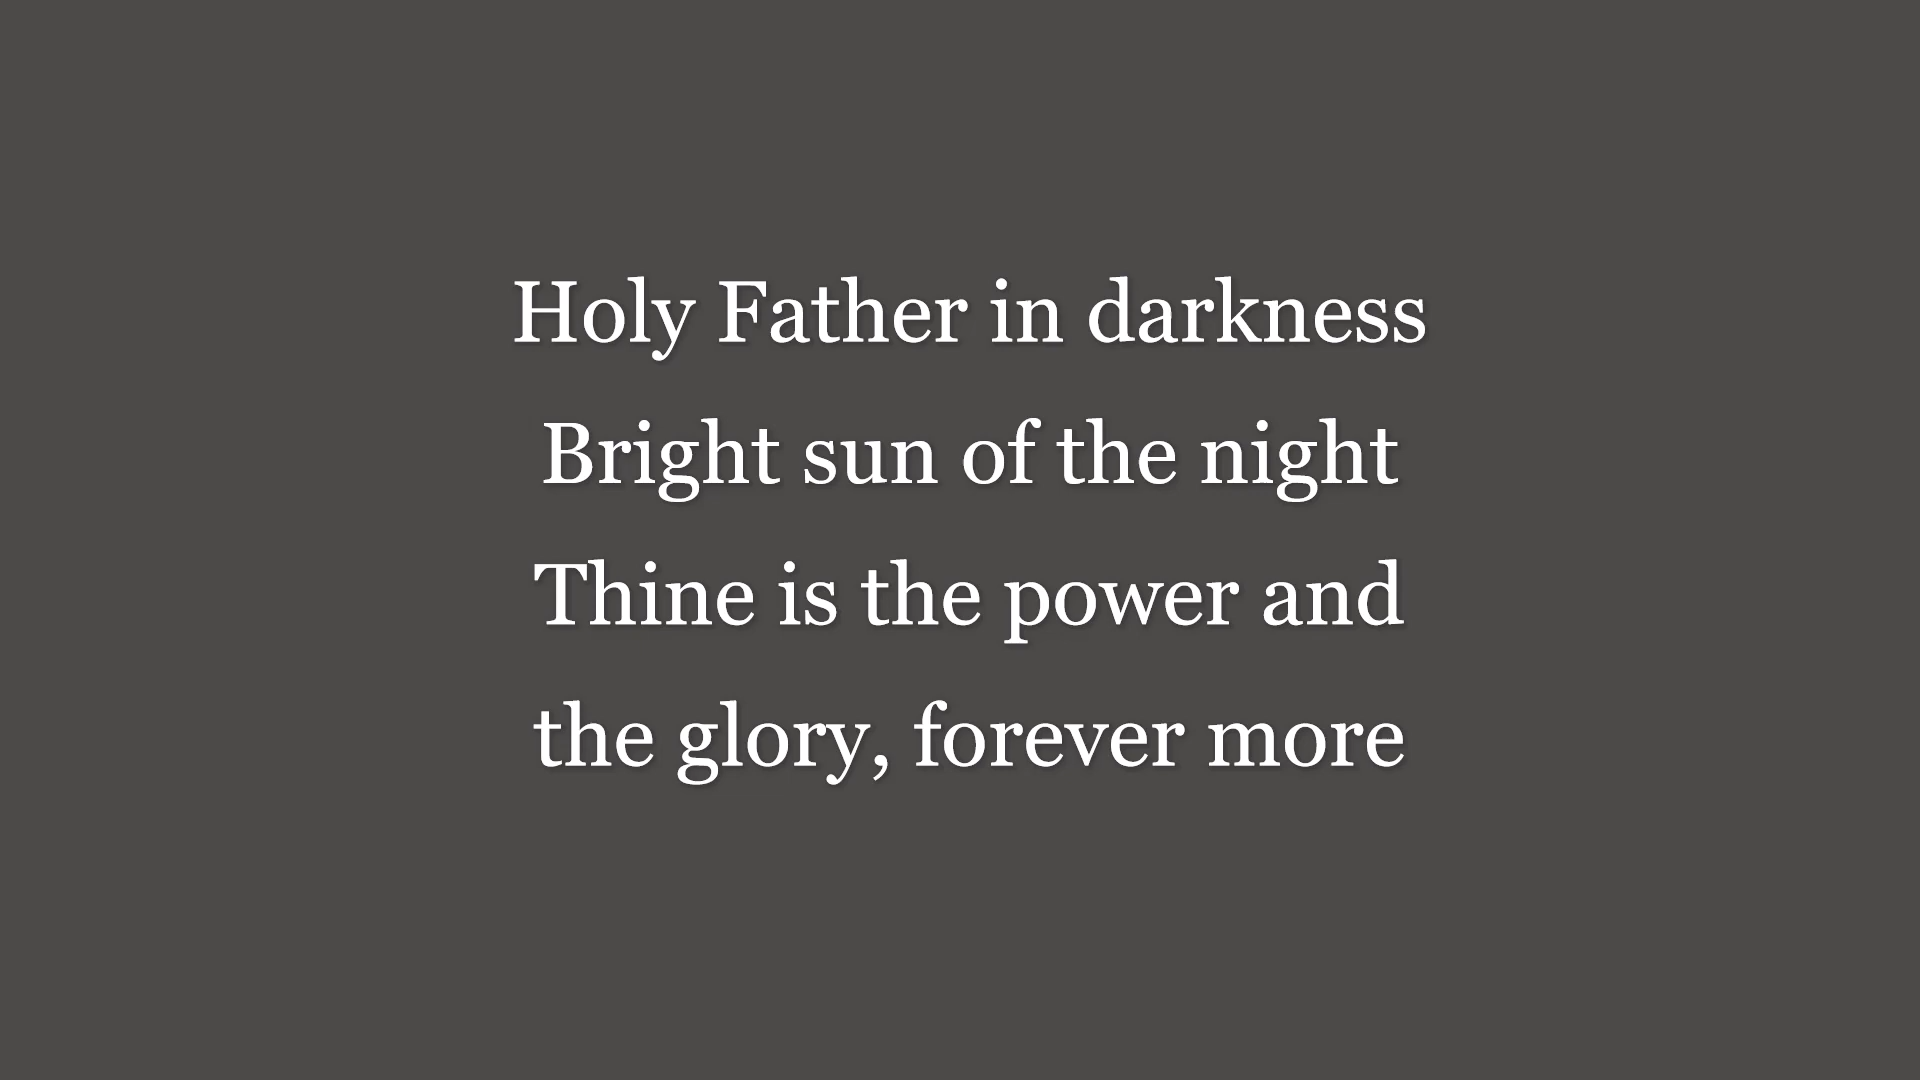 Holy Father in darkness
Bright sun of the night
Thine is the power and
the glory, forever more